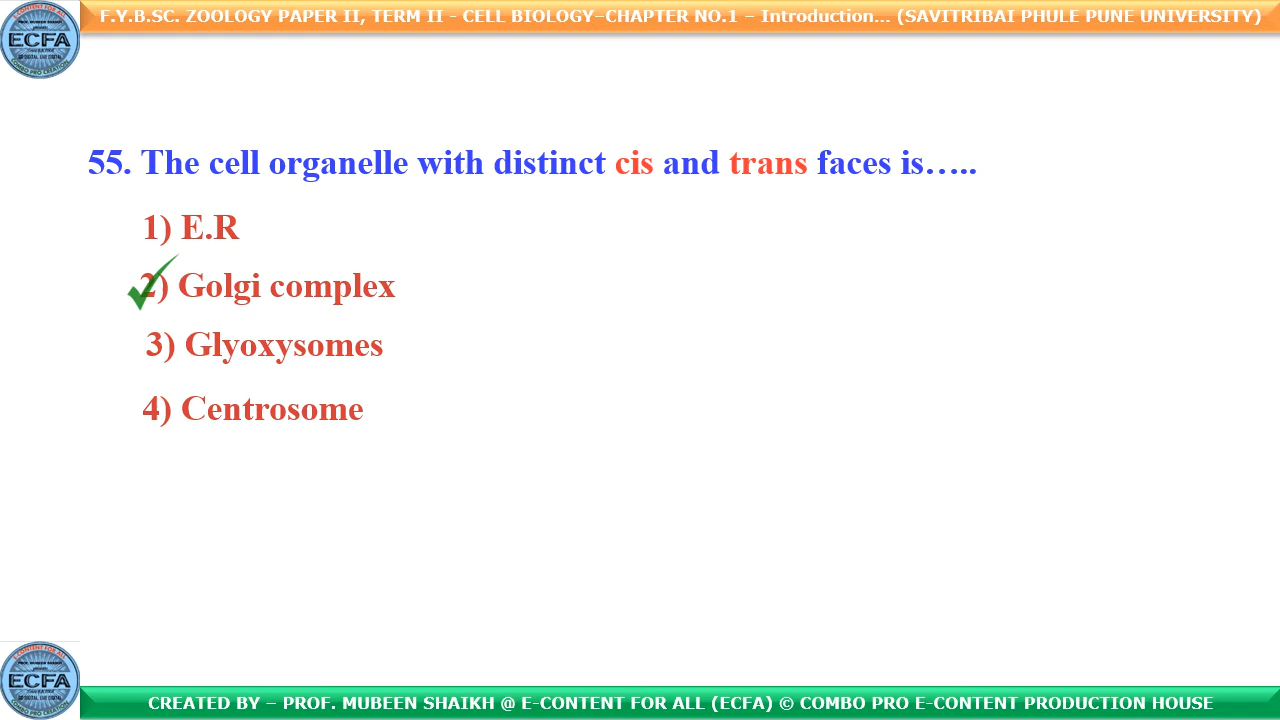 F.Y.B.SC. ZOOLOGY PAPER II, TERM II - CELL BIOLOGY–CHAPTER NO.1 – Introduction... (SAVITRIBAI PHULE PUNE UNIVERSITY)
ECFA
55. The cell organelle with distinct cis and trans faces is.....
1) E.R
2) Golgi complex
3) Glyoxysomes
4) Centrosome
ECFA
CREATED BY – PROF. MUBEEN SHAIKH @ E-CONTENT FOR ALL (ECFA) © COMBO PRO E-CONTENT PRODUCTION HOUSE